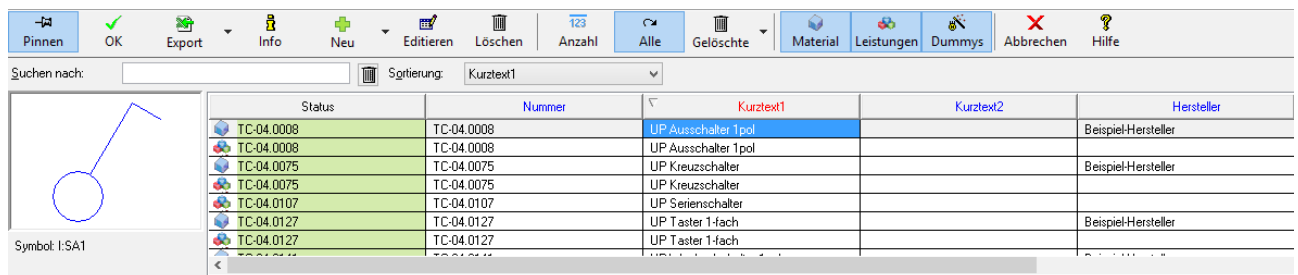 Pinnen OK Export Info Neu Editieren Löschen 123 Anzahl Alle Gelöschte Material Leistungen Dummys Abbrechen Hilfe
Suchen nach: Sortierung: Kurztext1
Status Nummer Kurztext1 Kurztext2 Hersteller
TC-04.0008 TC-04.0008 UP Ausschalter 1pol Beispiel-Hersteller
TC-04.0008 TC-04.0008 UP Ausschalter 1pol
TC-04.0075 TC-04.0075 UP Kreuzschalter Beispiel-Hersteller
TC-04.0075 TC-04.0075 UP Kreuzschalter
TC-04.0107 TC-04.0107 UP Serienschalter
TC-04.0127 TC-04.0127 UP Taster 1-fach Beispiel-Hersteller
TC-04.0127 TC-04.0127 UP Taster 1-fach
Symbol: I:SA1